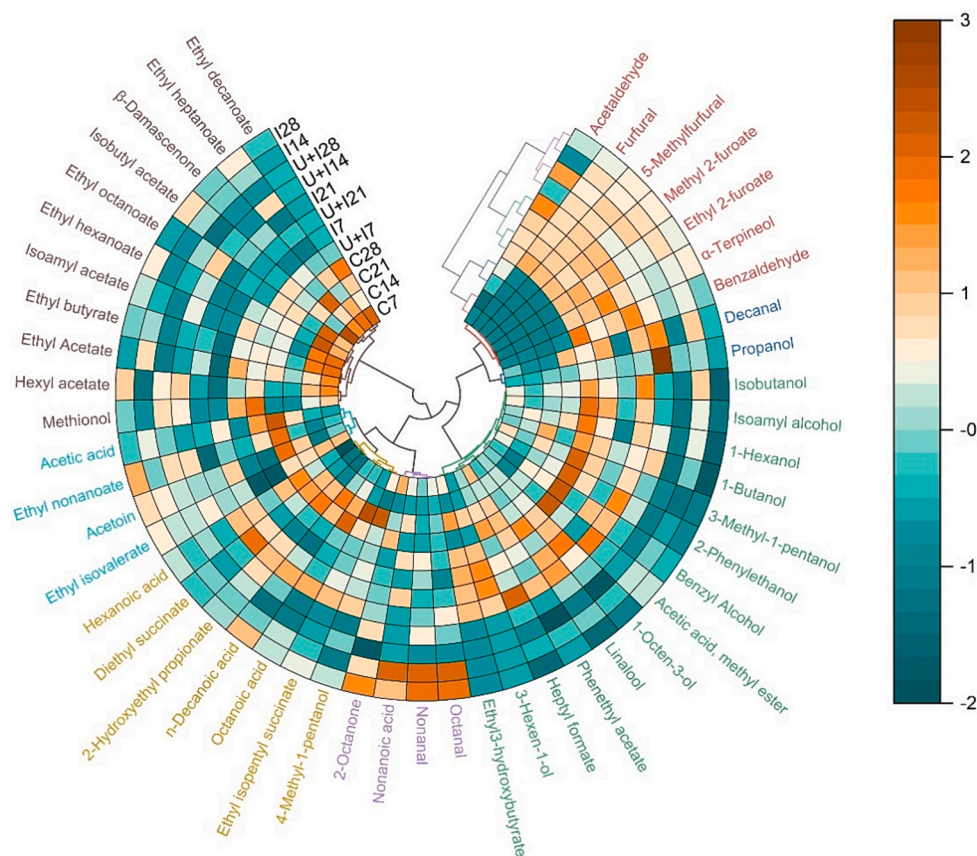 Ethyl decanoate
Ethyl heptanoate
β-Damascenone
Isobutyl acetate
Ethyl octanoate
Ethyl hexanoate
Isoamyl acetate
Ethyl butyrate
Ethyl Acetate
Hexyl acetate
Methionol
Acetic acid
Ethyl nonanoate
Acetoin
Ethyl isovalerate
Hexanoic acid
Diethyl succinate
2-Hydroxyethyl propionate
n-Decanoic acid
Octanoic acid
Ethyl isopentyl succinate
4-Methyl-1-pentanol
2-Octanone
Nonanoic acid
Nonanal
Octanal
Ethyl3-hydroxybutyrate
3-Hexen-1-ol
Heptyl formate
Phenethyl acetate
Linalool
1-Octen-3-ol
Acetic acid, methyl ester
Benzyl Alcohol
2-Phenylethanol
3-Methyl-1-pentanol
1-Butanol
1-Hexanol
Isoamyl alcohol
Isobutanol
Propanol
Decanal
Benzaldehyde
α-Terpineol
Ethyl 2-furoate
Methyl 2-furoate
5-Methylfurfural
Furfural
Acetaldehyde
I28
I14
U+I28
U+I14
I21
U+I21
I7
U+I7
C28
C21
C14
C7
3
2
1
-0
-1
-2